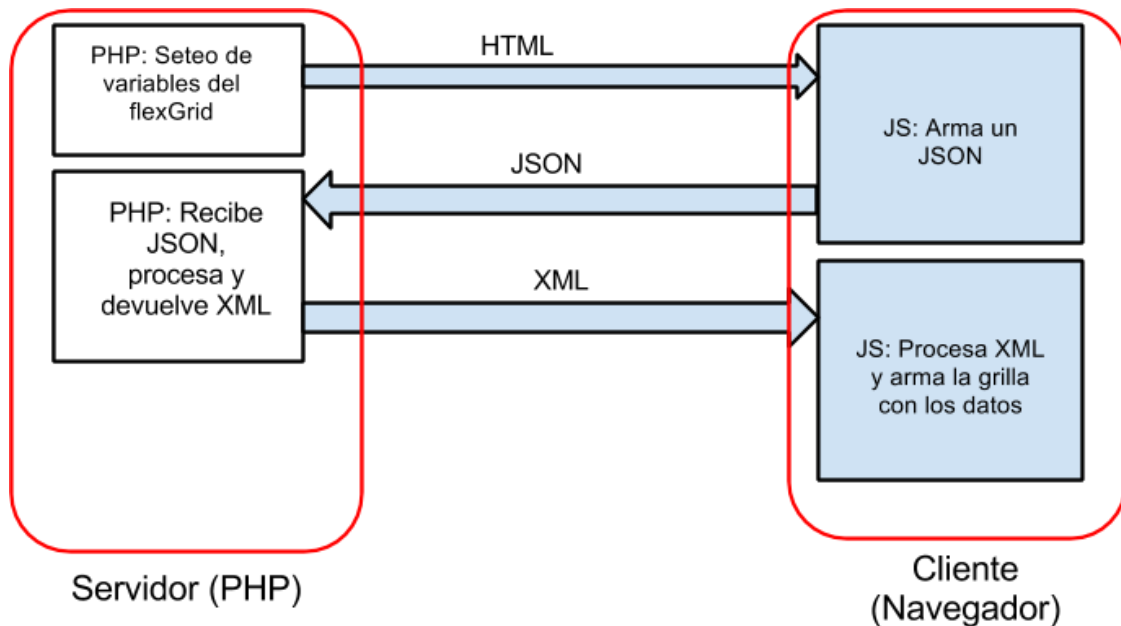 PHP: Seteo de
variables del
flexGrid
HTML
JS: Arma un
JSON
JSON
PHP: Recibe
JSON,
procesa y
devuelve XML
XML
JS: Procesa XML
y arma la grilla
con los datos
Servidor (PHP)
Cliente
(Navegador)